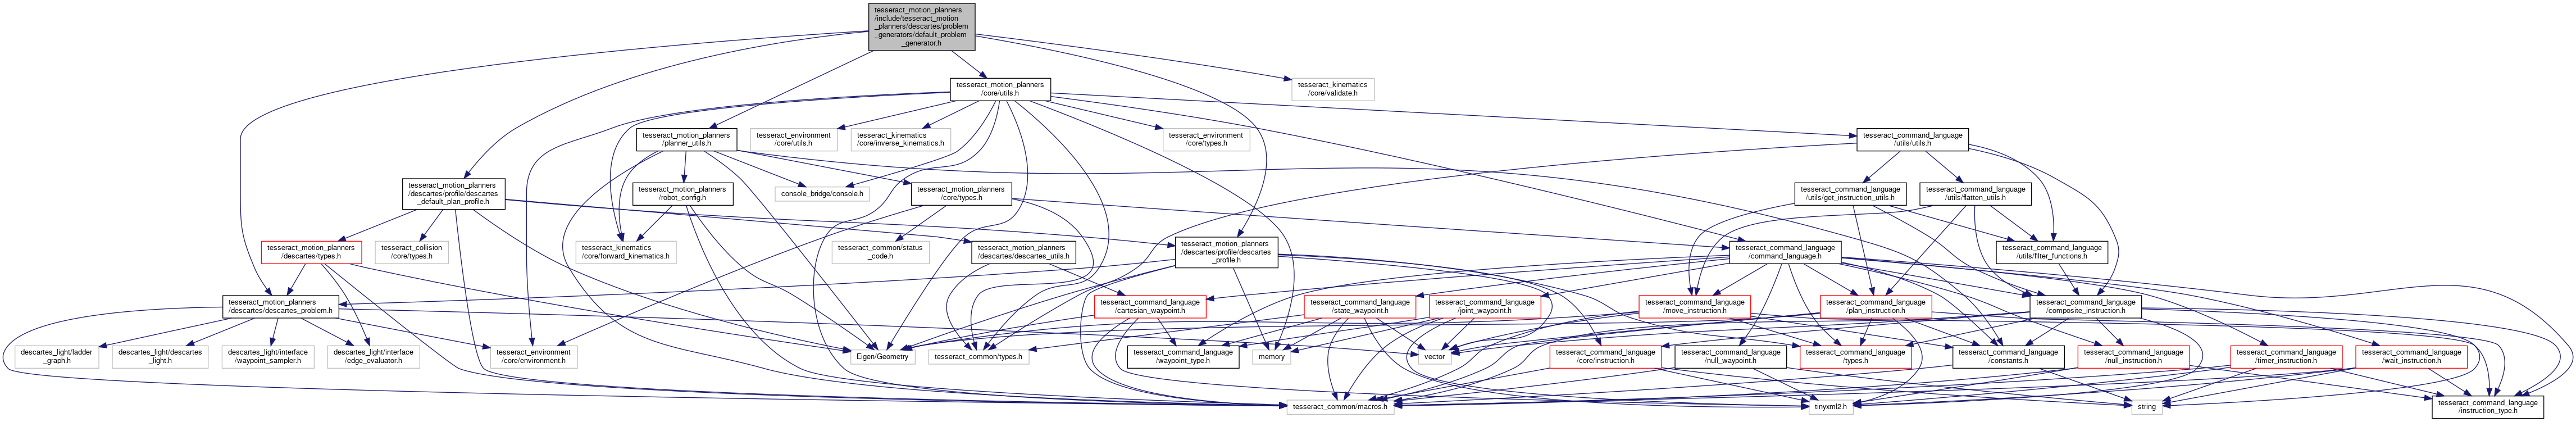 tesseract_motion_planners
/include/tesseract_motion
_planners/descartes/problem
_generators/default_problem
_generator.h
tesseract_motion_planners
/core/utils.h
tesseract_kinematics
/core/validate.h
tesseract_motion_planners
/planner_utils.h
tesseract_environment
/core/utils.h
tesseract_kinematics
/core/inverse_kinematics.h
tesseract_environment
/core/types.h
tesseract_command_language
/utils/utils.h
tesseract_motion_planners
/descartes/profile/descartes
_default_plan_profile.h
tesseract_motion_planners
/robot_config.h
console_bridge/console.h
tesseract_motion_planners
/core/types.h
tesseract_command_language
/utils/get_instruction_utils.h
tesseract_command_language
/utils/flatten_utils.h
tesseract_motion_planners
/descartes/types.h
tesseract_collision
/core/types.h
tesseract_kinematics
/core/forward_kinematics.h
tesseract_common/status
_code.h
tesseract_motion_planners
/descartes/descartes_utils.h
tesseract_motion_planners
/descartes/profile/descartes
_profile.h
tesseract_command_language
/command_language.h
tesseract_command_language
/utils/filter_functions.h
tesseract_motion_planners
/descartes/descartes_problem.h
tesseract_command_language
/cartesian_waypoint.h
tesseract_command_language
/state_waypoint.h
tesseract_command_language
/joint_waypoint.h
tesseract_command_language
/move_instruction.h
tesseract_command_language
/plan_instruction.h
tesseract_command_language
/composite_instruction.h
descartes_light/ladder
_graph.h
descartes_light/descartes
_light.h
descartes_light/interface
/waypoint_sampler.h
descartes_light/interface
/edge_evaluator.h
tesseract_environment
/core/environment.h
Eigen/Geometry
tesseract_common/types.h
tesseract_command_language
/waypoint_type.h
memory
vector
tesseract_command_language
/core/instruction.h
tesseract_command_language
/null_waypoint.h
tesseract_command_language
/types.h
tesseract_command_language
/constants.h
tesseract_command_language
/null_instruction.h
tesseract_command_language
/timer_instruction.h
tesseract_command_language
/wait_instruction.h
tesseract_common/macros.h
tinyxml2.h
string
tesseract_command_language
/instruction_type.h